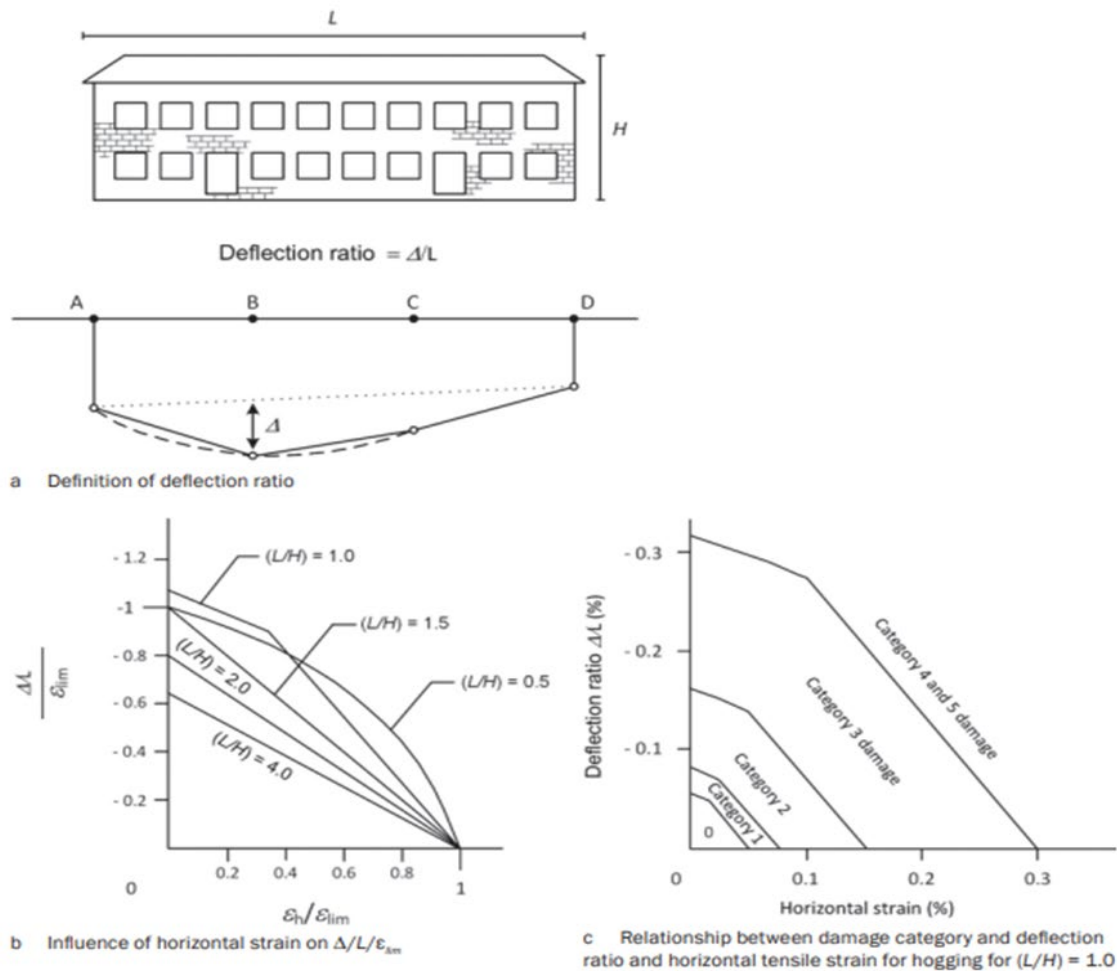 L
H
Deflection ratio = Δ/L
A B C D
Δ
a Definition of deflection ratio
- 1.2
-1
- 0.8
- 0.6
- 0.4
- 0.2
Δ/L
εlim
(L/H) = 1.0
(L/H) = 1.5
(L/H) = 0.5
(L/H) = 2.0
(L/H) = 4.0
0 0.2 0.4 0.6 0.8 1
εh/εlim
b Influence of horizontal strain on Δ/L/εlim
- 0.3
- 0.2
- 0.1
Deflection ratio Δ/L (%)
Category 4 and 5 damage
Category 3 damage
Category 2
Category 1
0
0 0.1 0.2 0.3
Horizontal strain (%)
c Relationship between damage category and deflection
ratio and horizontal tensile strain for hogging for (L/H) = 1.0